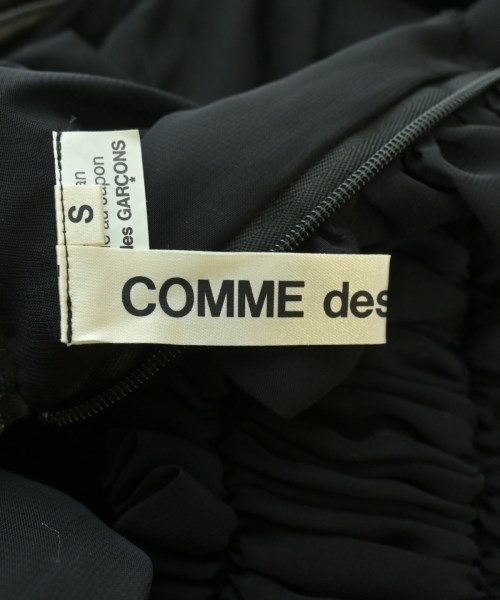 an
au Japon
des GARÇONS
S
COMME des